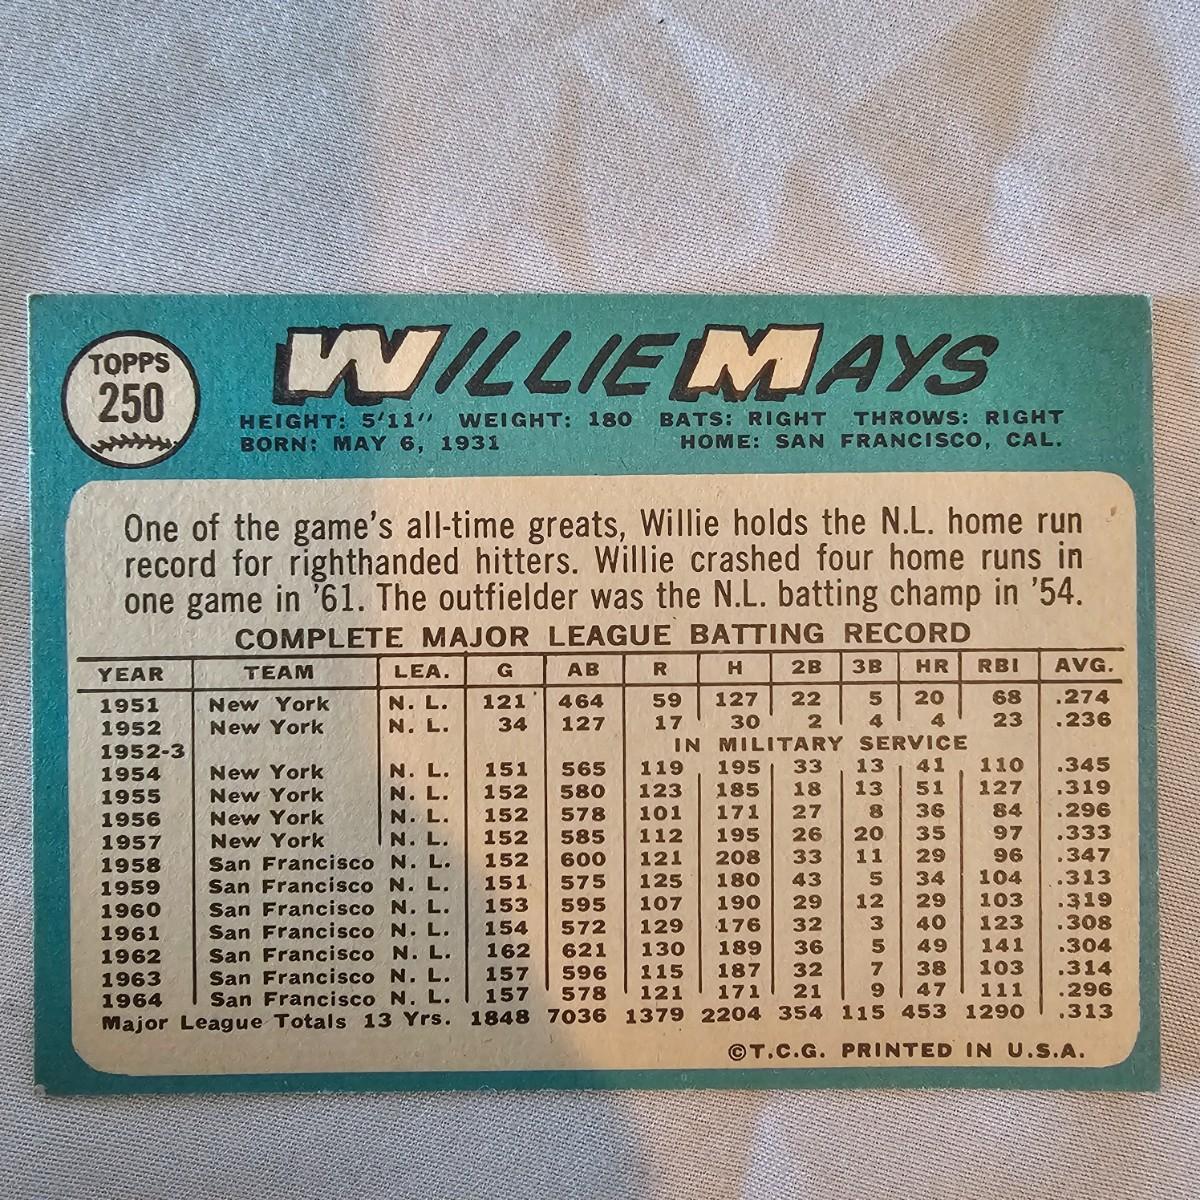 TOPPS
250
WILLIE MAYS
HEIGHT: 5'11" WEIGHT: 180 BATS: RIGHT THROWS: RIGHT
BORN: MAY 6, 1931 HOME: SAN FRANCISCO, CAL.
One of the game's all-time greats, Willie holds the N.L. home run
record for righthanded hitters. Willie crashed four home runs in
one game in '61. The outfielder was the N.L. batting champ in '54.
COMPLETE MAJOR LEAGUE BATTING RECORD
YEAR TEAM LEA. G AB R H 2B 3B HR RBI AVG.
1951 New York N. L. 121 464 59 127 22 5 20 68 .274
1952 New York N. L. 34 127 17 30 2 4 4 23 .236
1952-3 IN MILITARY SERVICE
1954 New York N. L. 151 565 119 195 33 13 41 110 .345
1955 New York N. L. 152 580 123 185 18 13 51 127 .319
1956 New York N. L. 152 578 101 171 27 8 36 84 .296
1957 New York N. L. 152 585 112 195 26 20 35 97 .333
1958 San Francisco N. L. 152 600 121 208 33 11 29 96 .347
1959 San Francisco N. L. 151 575 125 180 43 5 34 104 .313
1960 San Francisco N. L. 153 595 107 190 29 12 29 103 .319
1961 San Francisco N. L. 154 572 129 176 32 3 40 123 .308
1962 San Francisco N. L. 162 621 130 189 36 5 49 141 .304
1963 San Francisco N. L. 157 596 115 187 32 7 38 103 .314
1964 San Francisco N. L. 157 578 121 171 21 9 47 111 .296
Major League Totals 13 Yrs. 1848 7036 1379 2204 354 115 453 1290 .313
©T.C.G. PRINTED IN U.S.A.